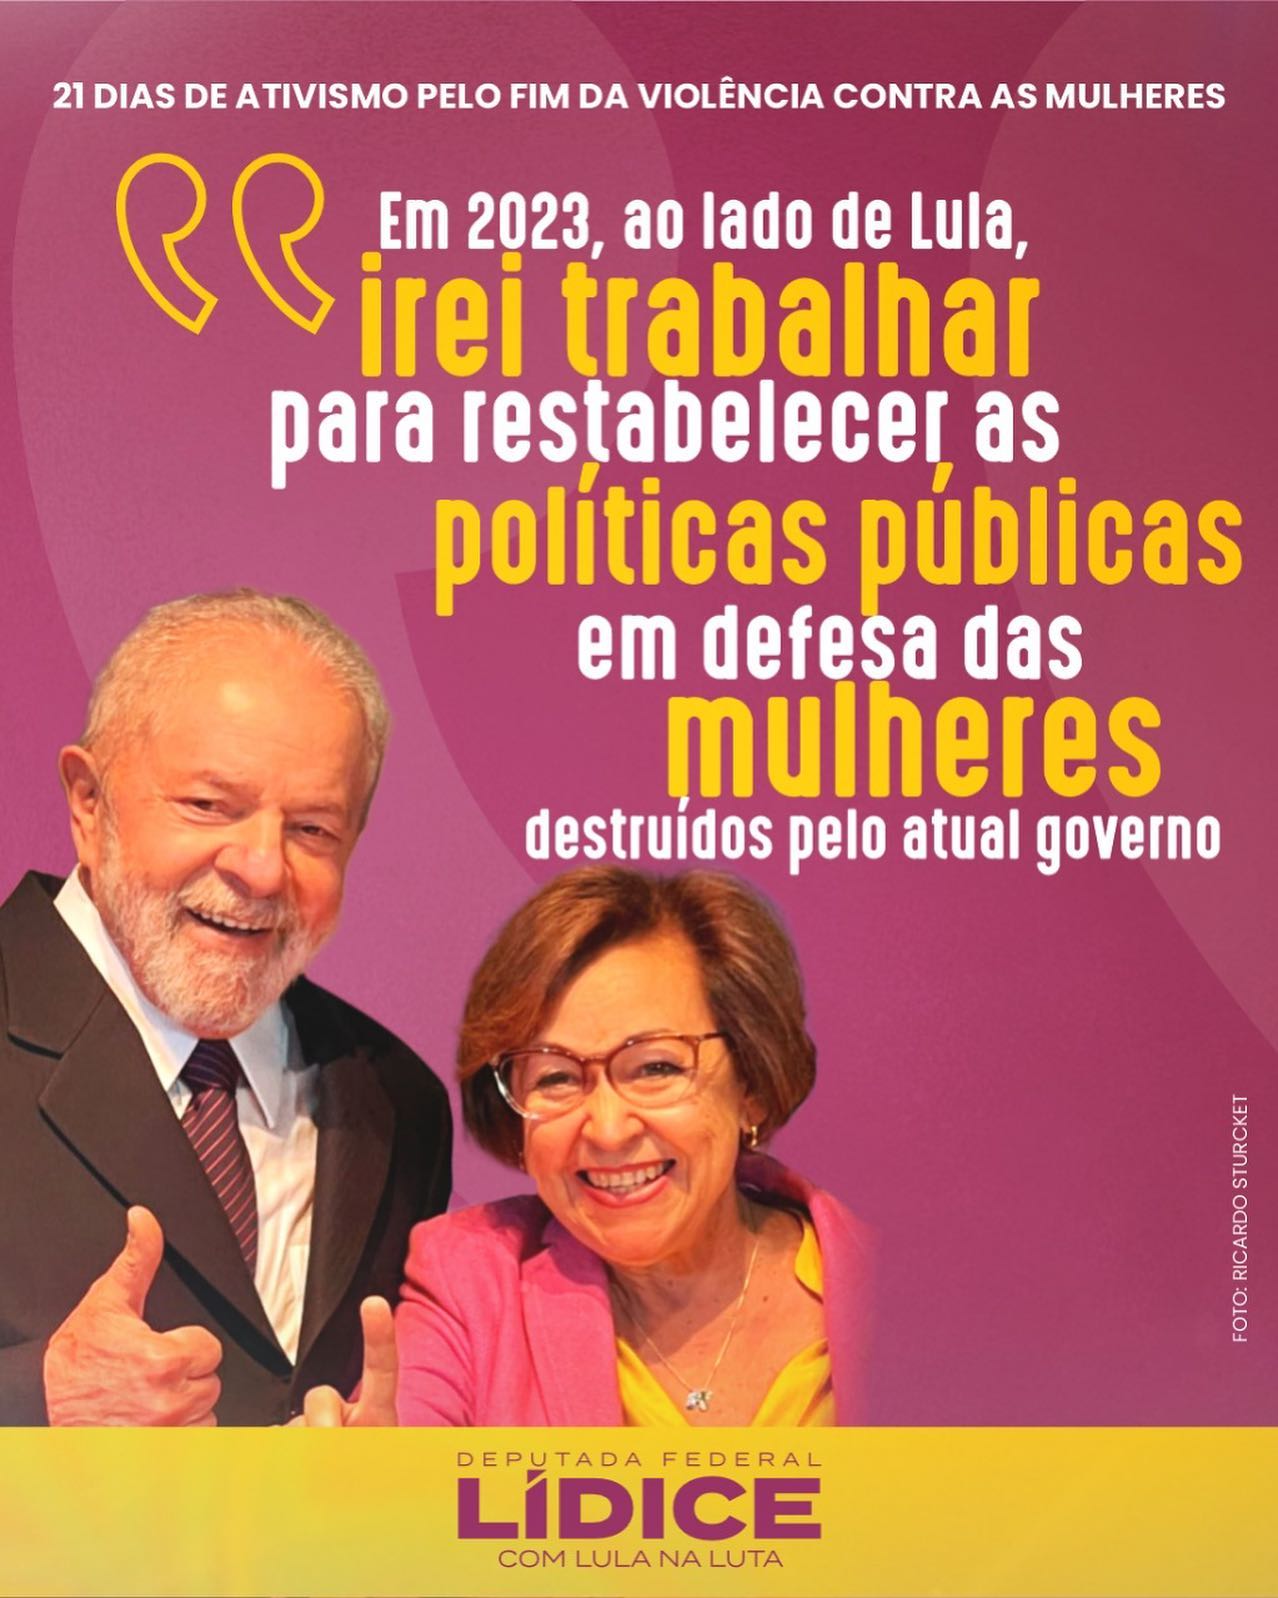 21 DIAS DE ATIVISMO PELO FIM DA VIOLÊNCIA CONTRA AS MULHERES
Em 2023, ao lado de Lula,
irei trabalhar
para restabelecer as
políticas públicas
em defesa das
mulheres
destruídos pelo atual governo
FOTO: RICARDO STURCKET
DEPUTADA FEDERAL
LÍDICE
COM LULA NA LUTA